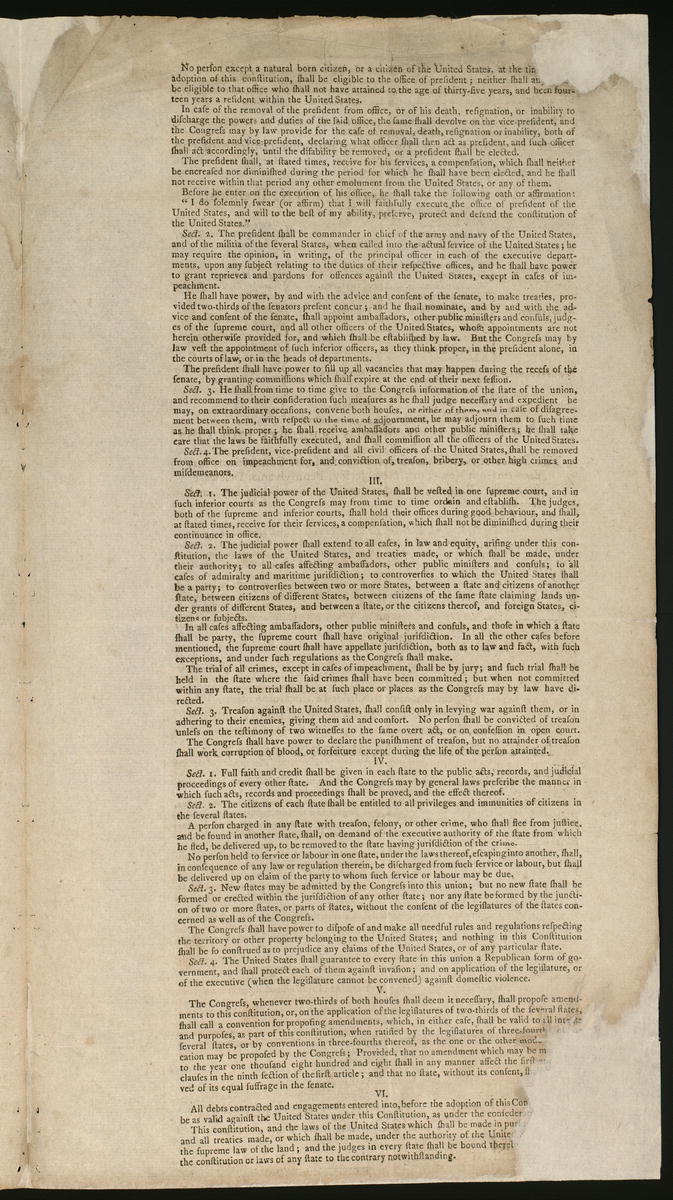 No perſon except a natural born citizen, or a citizen of the United States, at the
adoption of this conſtitution, ſhall be eligible to the office of preſident; neither ſhall
be eligible to that office who ſhall not have attained to the age of thirty-five years, and been four-
teen years a reſident within the United States.
In caſe of the removal of the preſident from office, or of his death, reſignation, or inability to
diſcharge the powers and duties of the ſaid office, the ſame ſhall devolve on the vice-preſident, and
the Congreſs may by law provide for the caſe of removal, death, reſignation or inability, both of
the preſident and vice-preſident, declaring what officer ſhall then act as preſident, and ſuch officer
ſhall act accordingly, until the diſability be removed, or a preſident ſhall be elected.
The preſident ſhall, at ſtated times, receive for his ſervices, a compenſation, which ſhall neither
be encreaſed nor diminiſhed during the period for which he ſhall have been elected, and he ſhall
not receive within that period any other emolument from the United States, or any of them.
Before he enter on the execution of his office, he ſhall take the following oath or affirmation:
"I do ſolemnly ſwear (or affirm) that I will faithfully execute the office of preſident of the
United States, and will to the beſt of my ability, preſerve, protect and defend the conſtitution of
the United States."
Sect. 2. The preſident ſhall be commander in chief of the army and navy of the United States,
and of the militia of the ſeveral States, when called into the actual ſervice of the United States; he
may require the opinion, in writing, of the principal officer in each of the executive depart-
ments, upon any ſubject relating to the duties of their reſpective offices, and he ſhall have power
to grant reprieves and pardons for offences againſt the United States, except in caſes of im-
peachment.
He ſhall have power, by and with the advice and conſent of the ſenate, to make treaties, pro-
vided two-thirds of the ſenators preſent concur; and he ſhall nominate, and by and with the ad-
vice and conſent of the ſenate, ſhall appoint ambaſſadors, other public miniſters and conſuls, judg-
es of the ſupreme court, and all other officers of the United States, whoſe appointments are not
herein otherwiſe provided for, and which ſhall be eſtabliſhed by law. But the Congreſs may by
law veſt the appointment of ſuch inferior officers, as they think proper, in the preſident alone, in
the courts of law, or in the heads of departments.
The preſident ſhall have power to fill up all vacancies that may happen during the receſs of the
ſenate, by granting commiſſions which ſhall expire at the end of their next ſeſſion.
Sect. 3. He ſhall from time to time give to the Congreſs information of the ſtate of the union,
and recommend to their conſideration ſuch meaſures as he ſhall judge neceſſary and expedient he
may, on extraordinary occaſions, convene both houſes, or either of them, and in caſe of diſagree-
ment between them, with reſpect to the time of adjournment, he may adjourn them to ſuch time
as he ſhall think proper; he ſhall receive ambaſſadors and other public miniſters; he ſhall take
care that the laws be faithfully executed, and ſhall commiſſion all the officers of the United States.
Sect. 4. The preſident, vice-preſident and all civil officers of the United States, ſhall be removed
from office on impeachment for, and conviction of, treaſon, bribery, or other high crimes and
miſdemeanors.
III.
Sect. 1. The judicial power of the United States, ſhall be veſted in one ſupreme court, and in
ſuch inferior courts as the Congreſs may from time to time ordain and eſtabliſh. The judges,
both of the ſupreme and inferior courts, ſhall hold their offices during good behaviour, and ſhall,
at ſtated times, receive for their ſervices, a compenſation, which ſhall not be diminiſhed during their
continuance in office.
Sect. 2. The judicial power ſhall extend to all caſes, in law and equity, ariſing under this con-
ſtitution, the laws of the United States, and treaties made, or which ſhall be made, under
their authority; to all caſes affecting ambaſſadors, other public miniſters and conſuls; to all
caſes of admiralty and maritime juriſdiction; to controverſies to which the United States ſhall
be a party; to controverſies between two or more States, between a ſtate and citizens of another
ſtate, between citizens of different States, between citizens of the ſame ſtate claiming lands un-
der grants of different States, and between a ſtate, or the citizens thereof, and foreign States, ci-
tizens or ſubjects.
In all caſes affecting ambaſſadors, other public miniſters and conſuls, and thoſe in which a ſtate
ſhall be party, the ſupreme court ſhall have original juriſdiction. In all the other caſes before
mentioned, the ſupreme court ſhall have appellate juriſdiction, both as to law and fact, with ſuch
exceptions, and under ſuch regulations as the Congreſs ſhall make.
The trial of all crimes, except in caſes of impeachment, ſhall be by jury; and ſuch trial ſhall be
held in the ſtate where the ſaid crimes ſhall have been committed; but when not committed
within any ſtate, the trial ſhall be at ſuch place or places as the Congreſs may by law have di-
rected.
Sect. 3. Treaſon againſt the United States, ſhall conſiſt only in levying war againſt them, or in
adhering to their enemies, giving them aid and comfort. No perſon ſhall be convicted of treaſon
unleſs on the teſtimony of two witneſſes to the ſame overt act, or on confeſſion in open court.
The Congreſs ſhall have power to declare the puniſhment of treaſon, but no attainder of treaſon
ſhall work corruption of blood, or forfeiture except during the life of the perſon attainted.
IV.
Sect. 1. Full faith and credit ſhall be given in each ſtate to the public acts, records, and judicial
proceedings of every other ſtate. And the Congreſs may by general laws preſcribe the manner in
which ſuch acts, records and proceedings ſhall be proved, and the effect thereof.
Sect. 2. The citizens of each ſtate ſhall be entitled to all privileges and immunities of citizens in
the ſeveral ſtates.
A perſon charged in any ſtate with treaſon, felony, or other crime, who ſhall flee from juſtice,
and be found in another ſtate, ſhall, on demand of the executive authority of the ſtate from which
he fled, be delivered up, to be removed to the ſtate having juriſdiction of the crime.
No perſon held to ſervice or labour in one ſtate, under the laws thereof, eſcaping into another, ſhall,
in conſequence of any law or regulation therein, be diſcharged from ſuch ſervice or labour, but ſhall
be delivered up on claim of the party to whom ſuch ſervice or labour may be due.
Sect. 3. New ſtates may be admitted by the Congreſs into this union; but no new ſtate ſhall be
formed or erected within the juriſdiction of any other ſtate; nor any ſtate be formed by the juncti-
on of two or more ſtates, or parts of ſtates, without the conſent of the legiſlatures of the ſtates con-
cerned as well as of the Congreſs.
The Congreſs ſhall have power to diſpoſe of and make all needful rules and regulations reſpecting
the territory or other property belonging to the United States; and nothing in this Conſtitution
ſhall be ſo conſtrued as to prejudice any claims of the United States, or of any particular ſtate.
Sect. 4. The United States ſhall guarantee to every ſtate in this union a Republican form of go-
vernment, and ſhall protect each of them againſt invaſion; and on application of the legiſlature, or
of the executive (when the legiſlature cannot be convened) againſt domeſtic violence.
V.
The Congreſs, whenever two-thirds of both houſes ſhall deem it neceſſary, ſhall propoſe amend-
ments to this conſtitution, or, on the application of the legiſlatures of two-thirds of the ſeveral ſtates,
ſhall call a convention for propoſing amendments, which, in either caſe, ſhall be valid to all
and purpoſes, as part of this conſtitution, when ratified by the legiſlatures of three-fourth
ſeveral ſtates, or by conventions in three-fourths thereof, as the one or the other
cation may be propoſed by the Congreſs; Provided, that no amendment which may be
to the year one thouſand eight hundred and eight ſhall in any manner affect the firſt
clauſes in the ninth ſection of the firſt article; and that no ſtate, without its conſent,
ved of its equal ſuffrage in the ſenate.
VI.
All debts contracted and engagements entered into, before the adoption of this Con
be as valid againſt the United States under this Conſtitution, as under the confeder
This conſtitution, and the laws of the United States which ſhall be made in
and all treaties made, or which ſhall be made, under the authority of the Unite
the ſupreme law of the land; and the judges in every ſtate ſhall be bound
the conſtitution or laws of any ſtate to the contrary notwithſtanding.